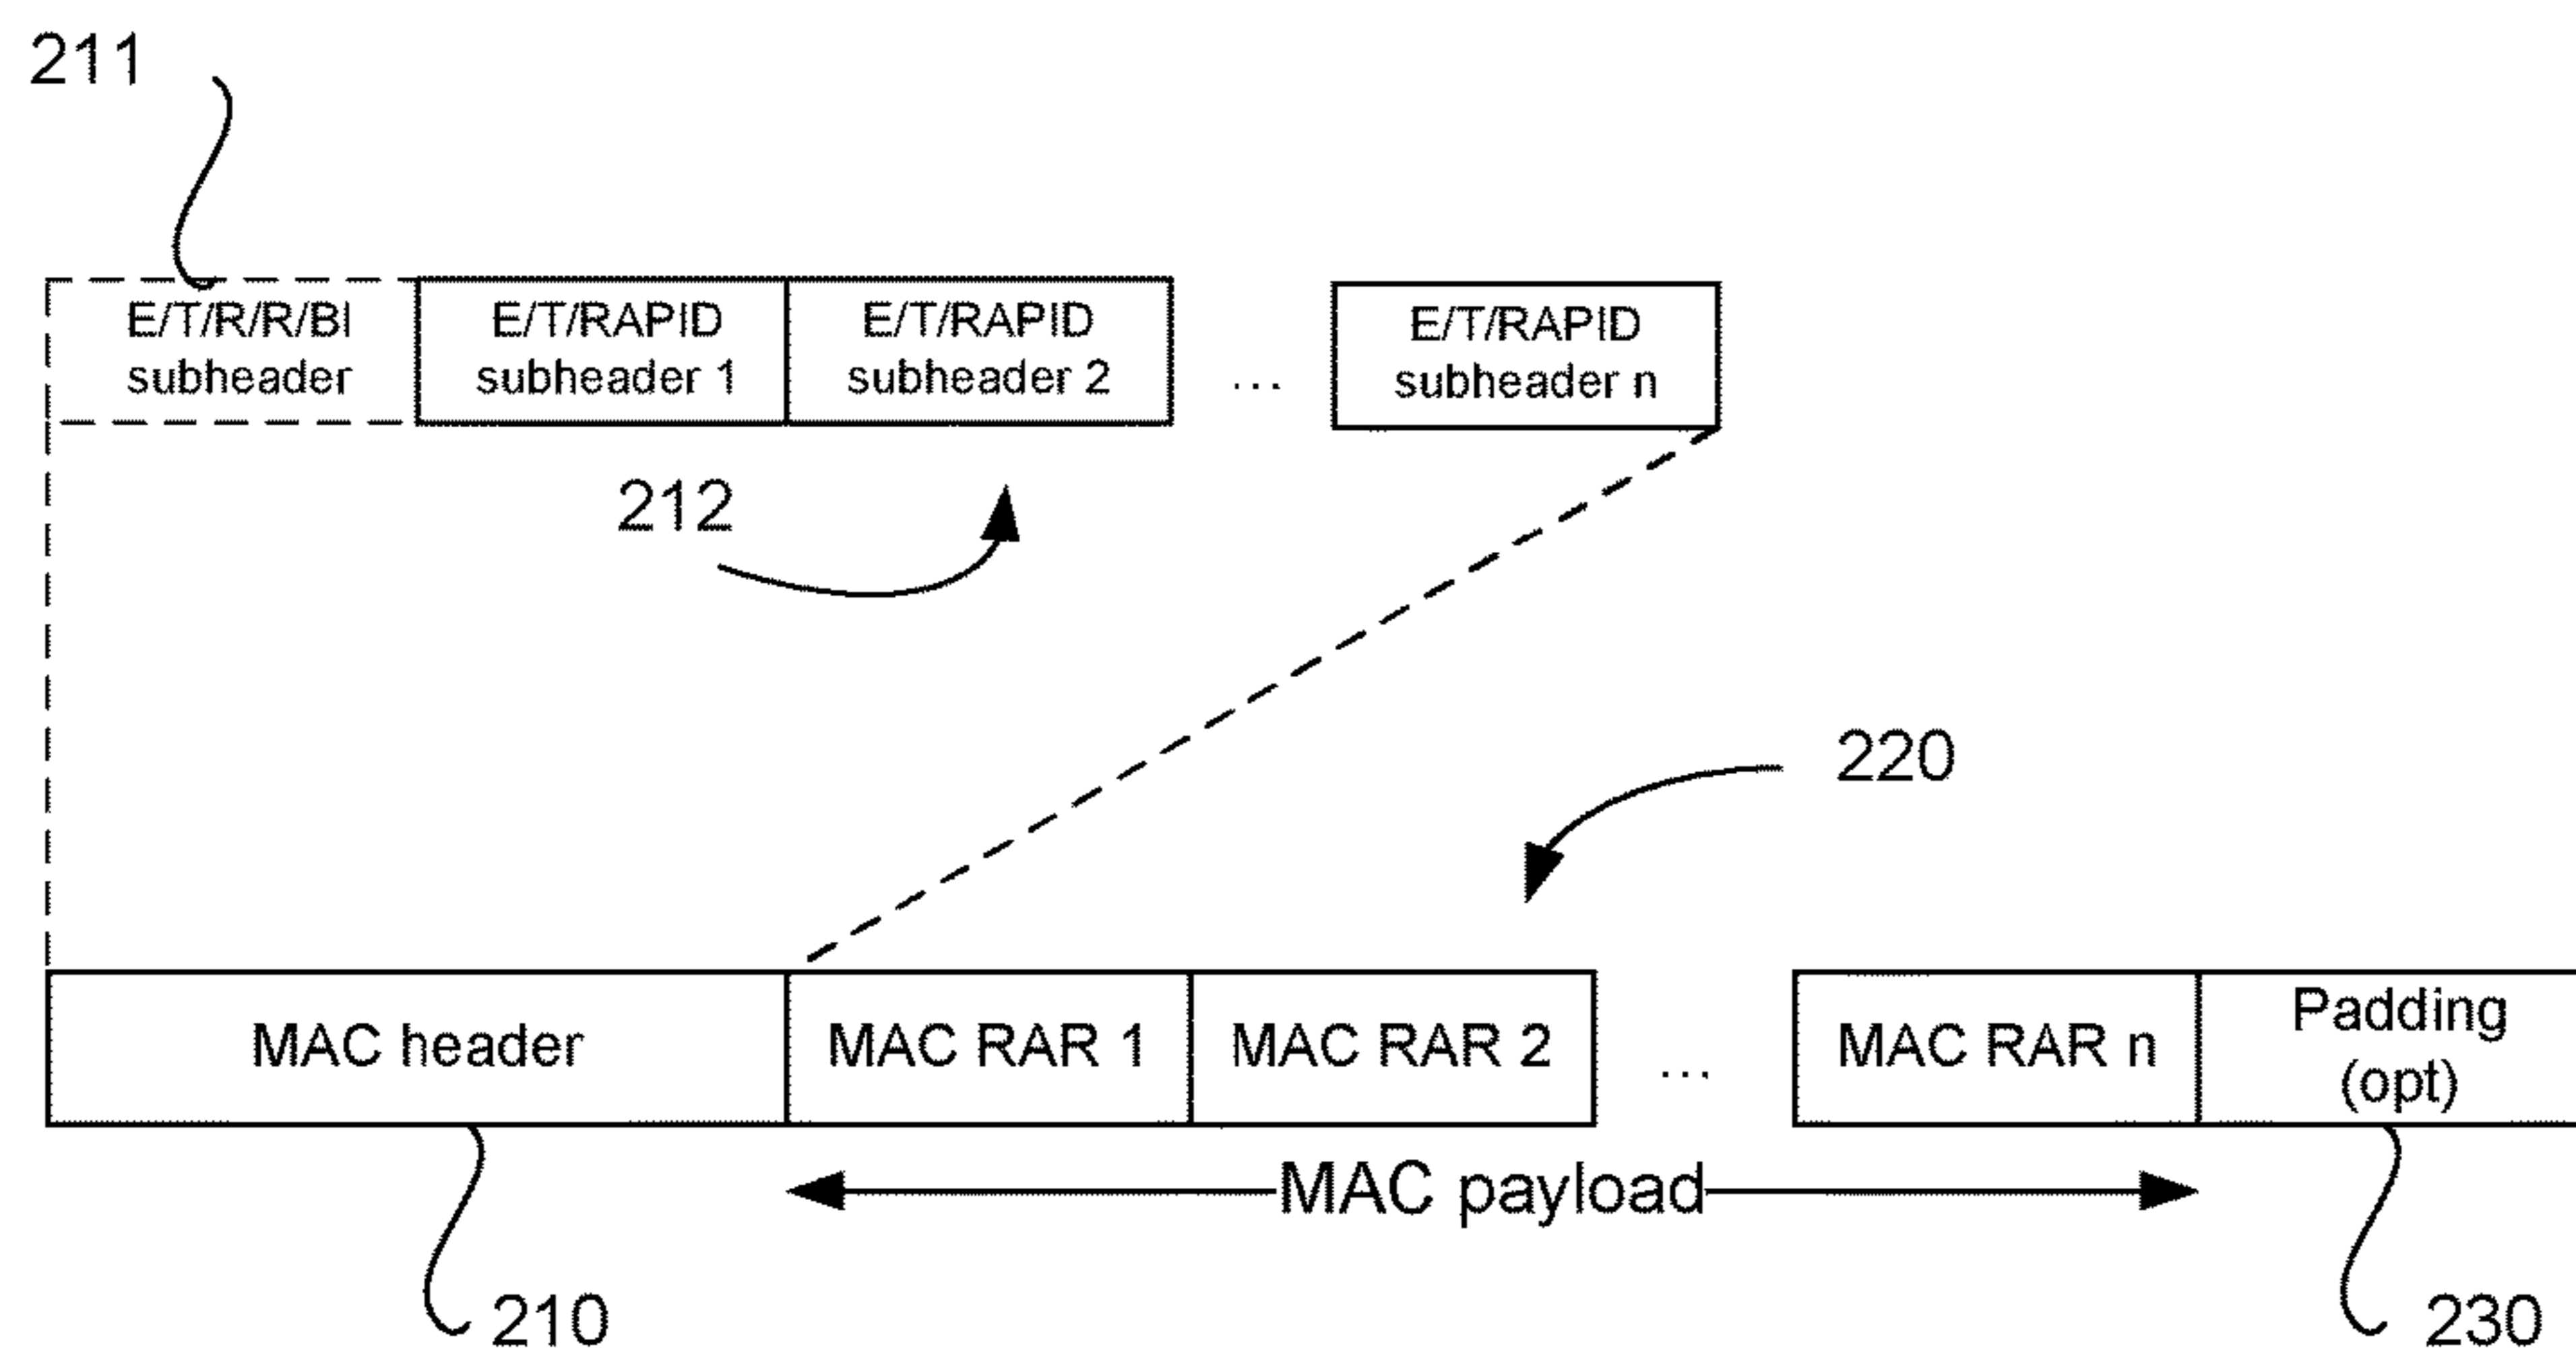 211
E/T/R/R/BI
subheader
E/T/RAPID
subheader 1
E/T/RAPID
subheader 2
...
E/T/RAPID
subheader n
212
220
MAC header
MAC RAR 1
MAC RAR 2
...
MAC RAR n
Padding
(opt)
MAC payload
210
230